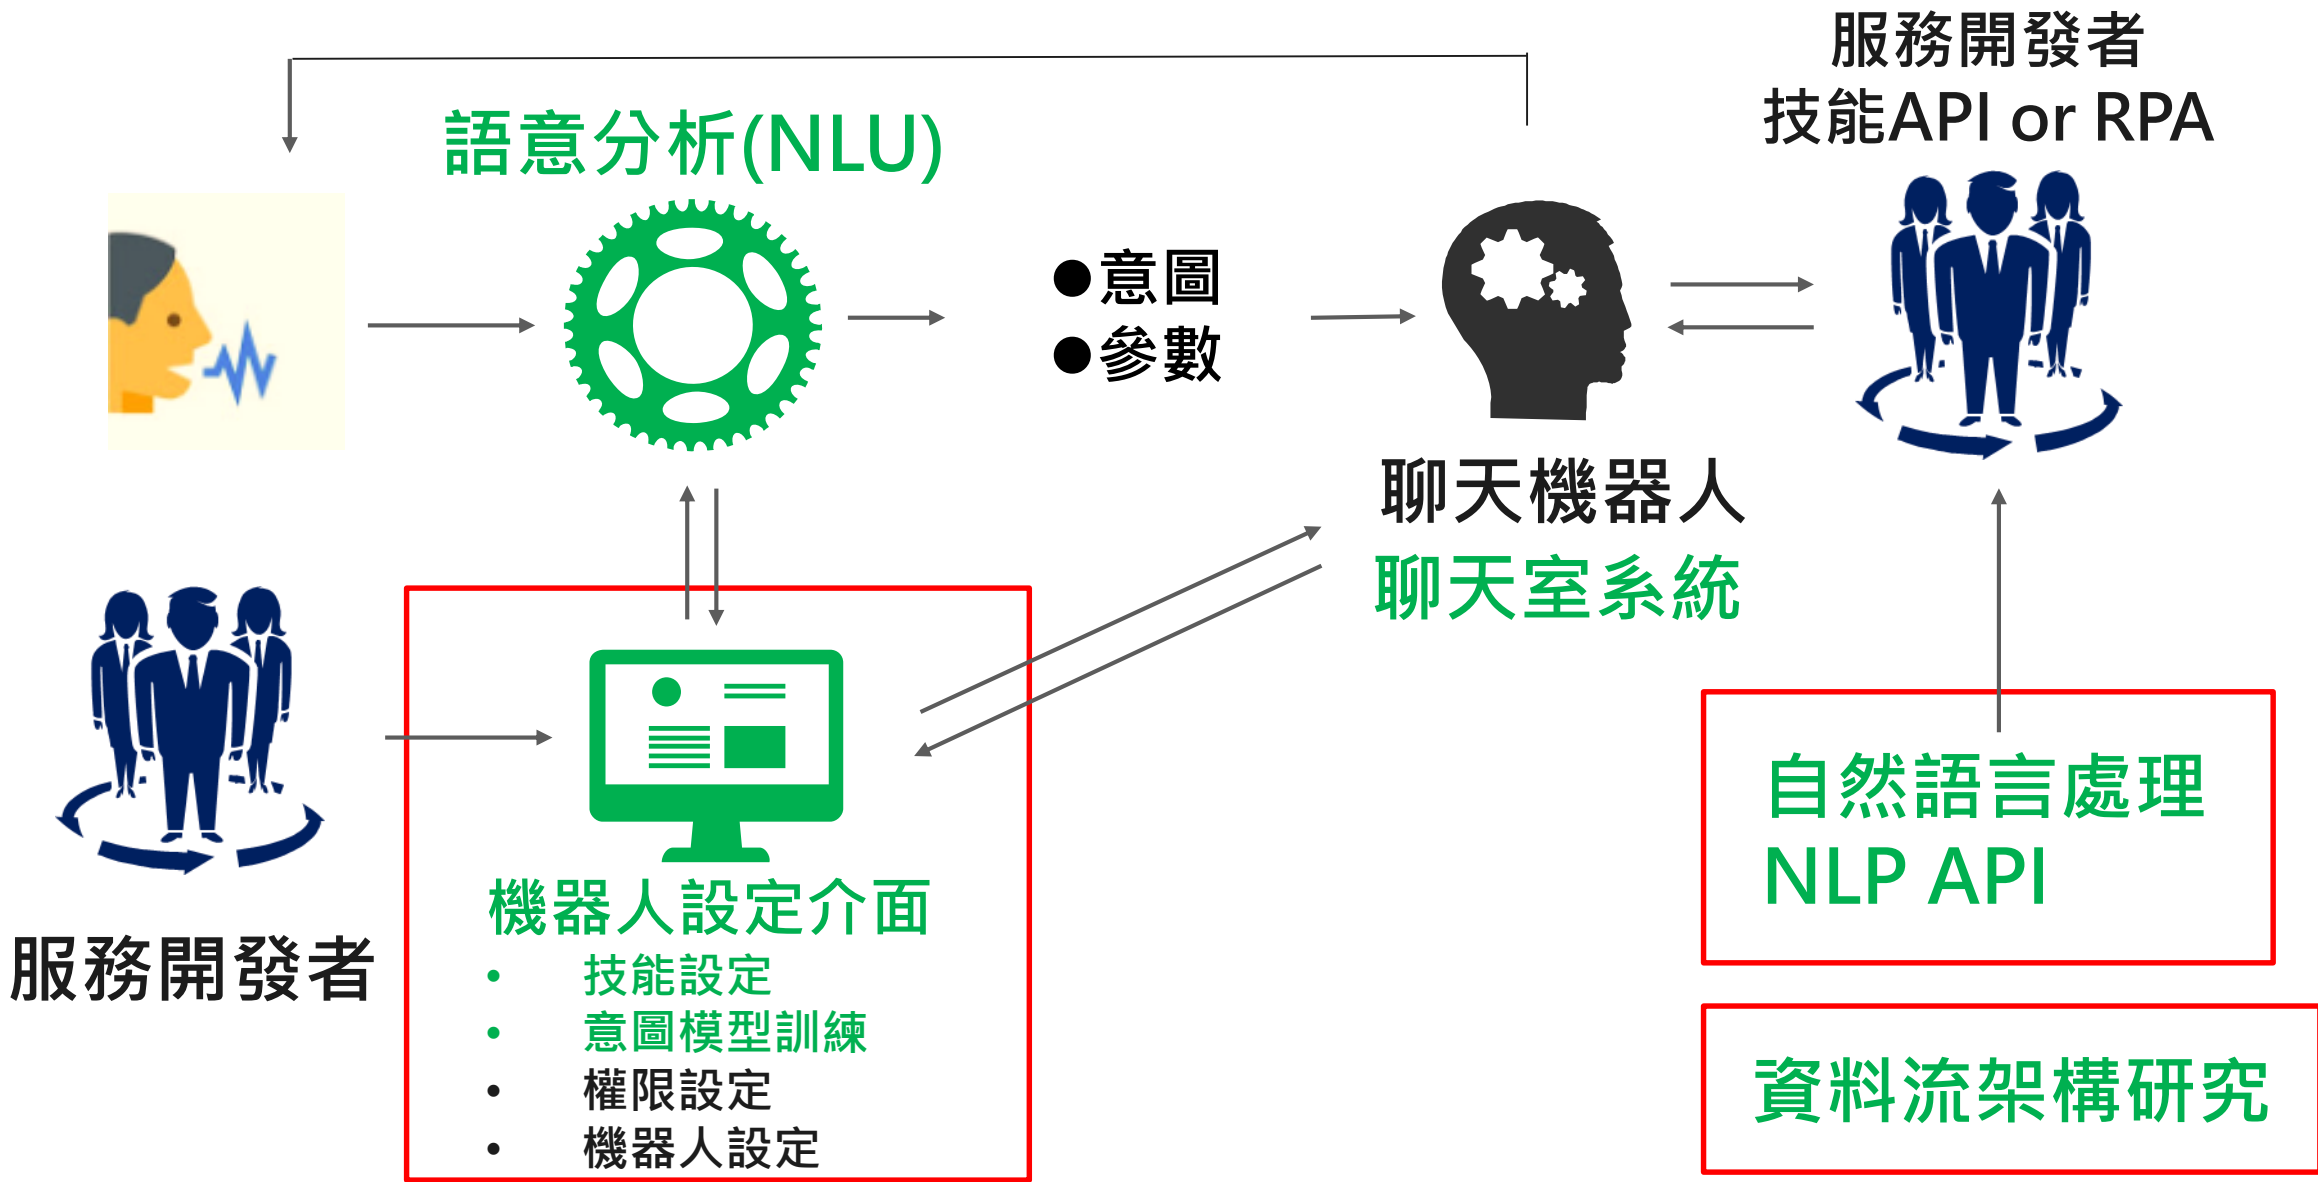 服務開發者
技能API or RPA
語意分析(NLU)
●意圖
●參數
聊天機器人
聊天室系統
服務開發者
機器人設定介面
• 技能設定
• 意圖模型訓練
• 權限設定
• 機器人設定
自然語言處理
NLP API
資料流架構研究